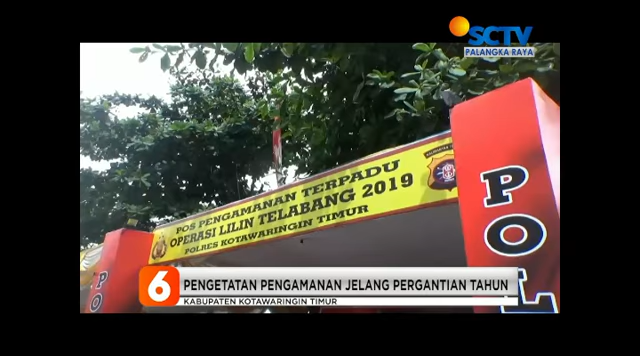 SCTV
PALANGKA RAYA
POS PENGAMANAN TERPADU
OPERASI LILIN TELABANG 2019
POLRES KOTAWARINGIN TIMUR
POL
PO
6
PENGETATAN PENGAMANAN JELANG PERGANTIAN TAHUN
KABUPATEN KOTAWARINGIN TIMUR